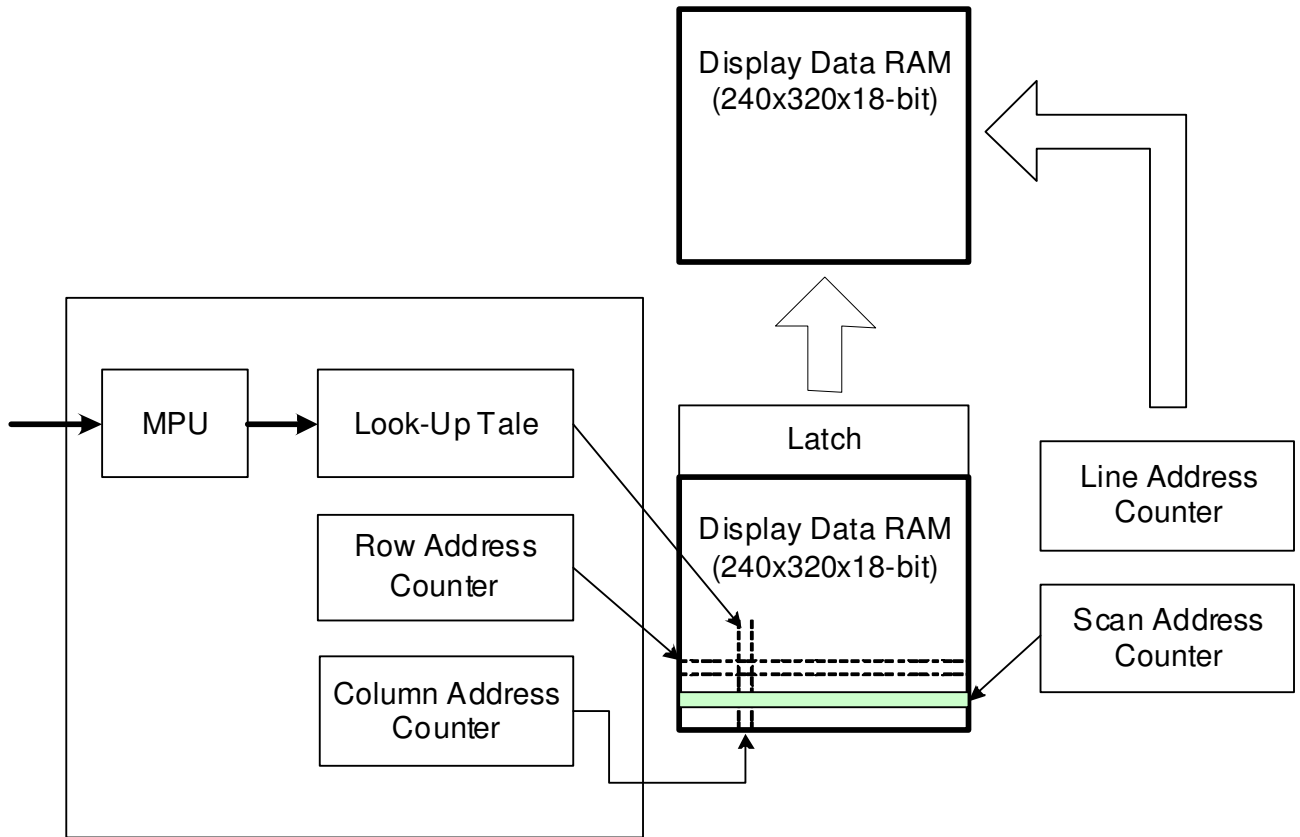 Display Data RAM
(240x320x18-bit)
MPU
Look-Up Tale
Latch
Line Address
Counter
Row Address
Counter
Display Data RAM
(240x320x18-bit)
Scan Address
Counter
Column Address
Counter